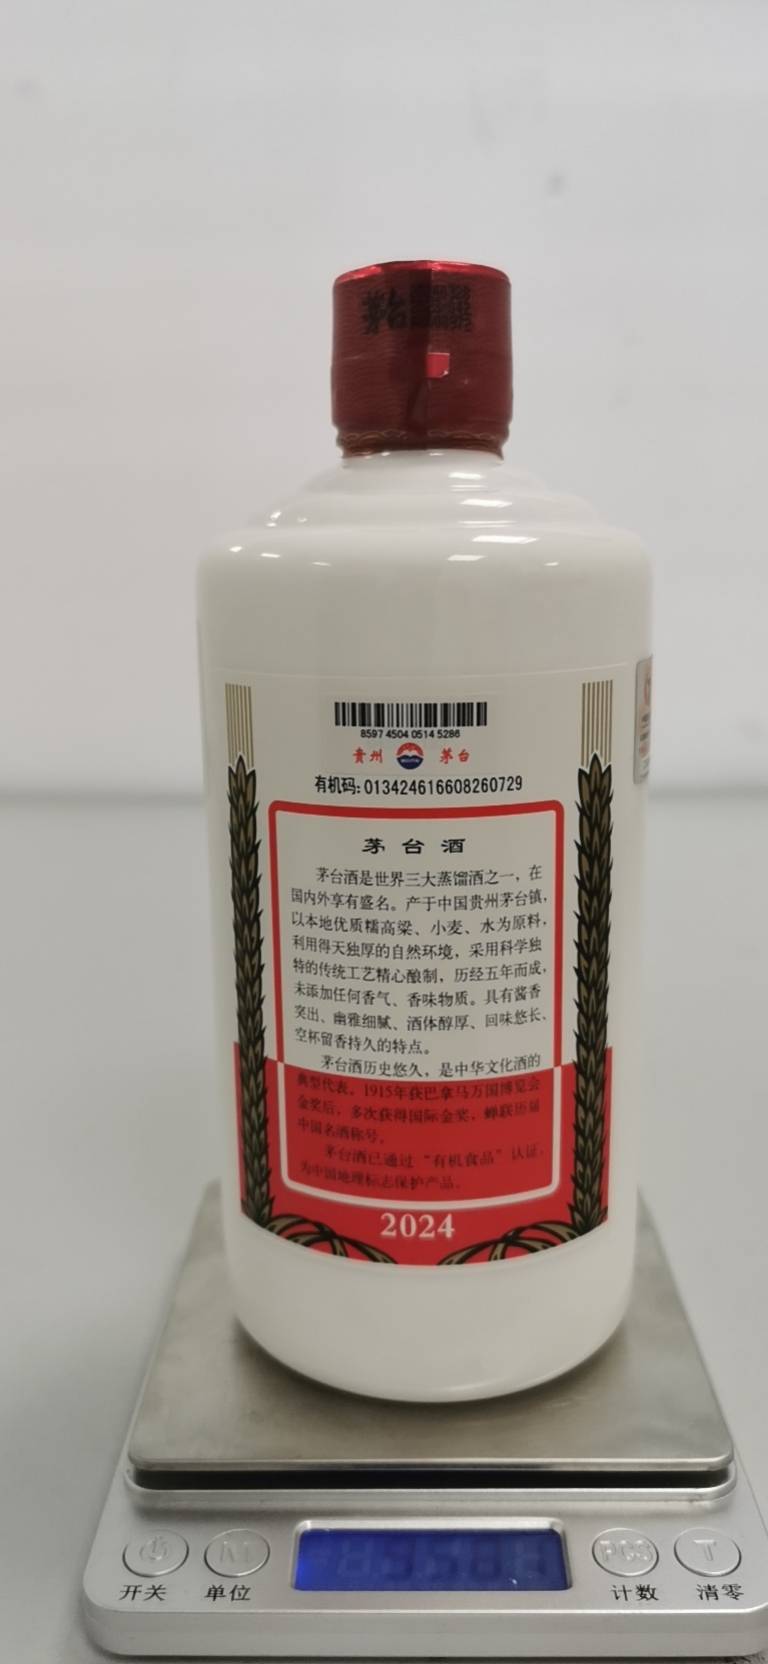 茅台
8597 4504 0514 5286
贵州 茅台
有机码:013424616608260729
茅台酒
茅台酒是世界三大蒸馏酒之一，在
国内外享有盛名。产于中国贵州茅台镇，
以本地优质糯高粱、小麦、水为原料，
利用得天独厚的自然环境，采用科学独
特的传统工艺精心酿制，历经五年而成，
未添加任何香气、香味物质。具有酱香
突出、幽雅细腻、酒体醇厚、回味悠长、
空杯留香持久的特点。
茅台酒历史悠久，是中华文化酒的
典型代表。1915年获巴拿马万国博览会
金奖后，多次获得国际金奖，蝉联历届
中国名酒称号。
茅台酒已通过“有机食品”认证，
为中国地理标志保护产品。
2024
M
PCS
T
开关
单位
计数
清零